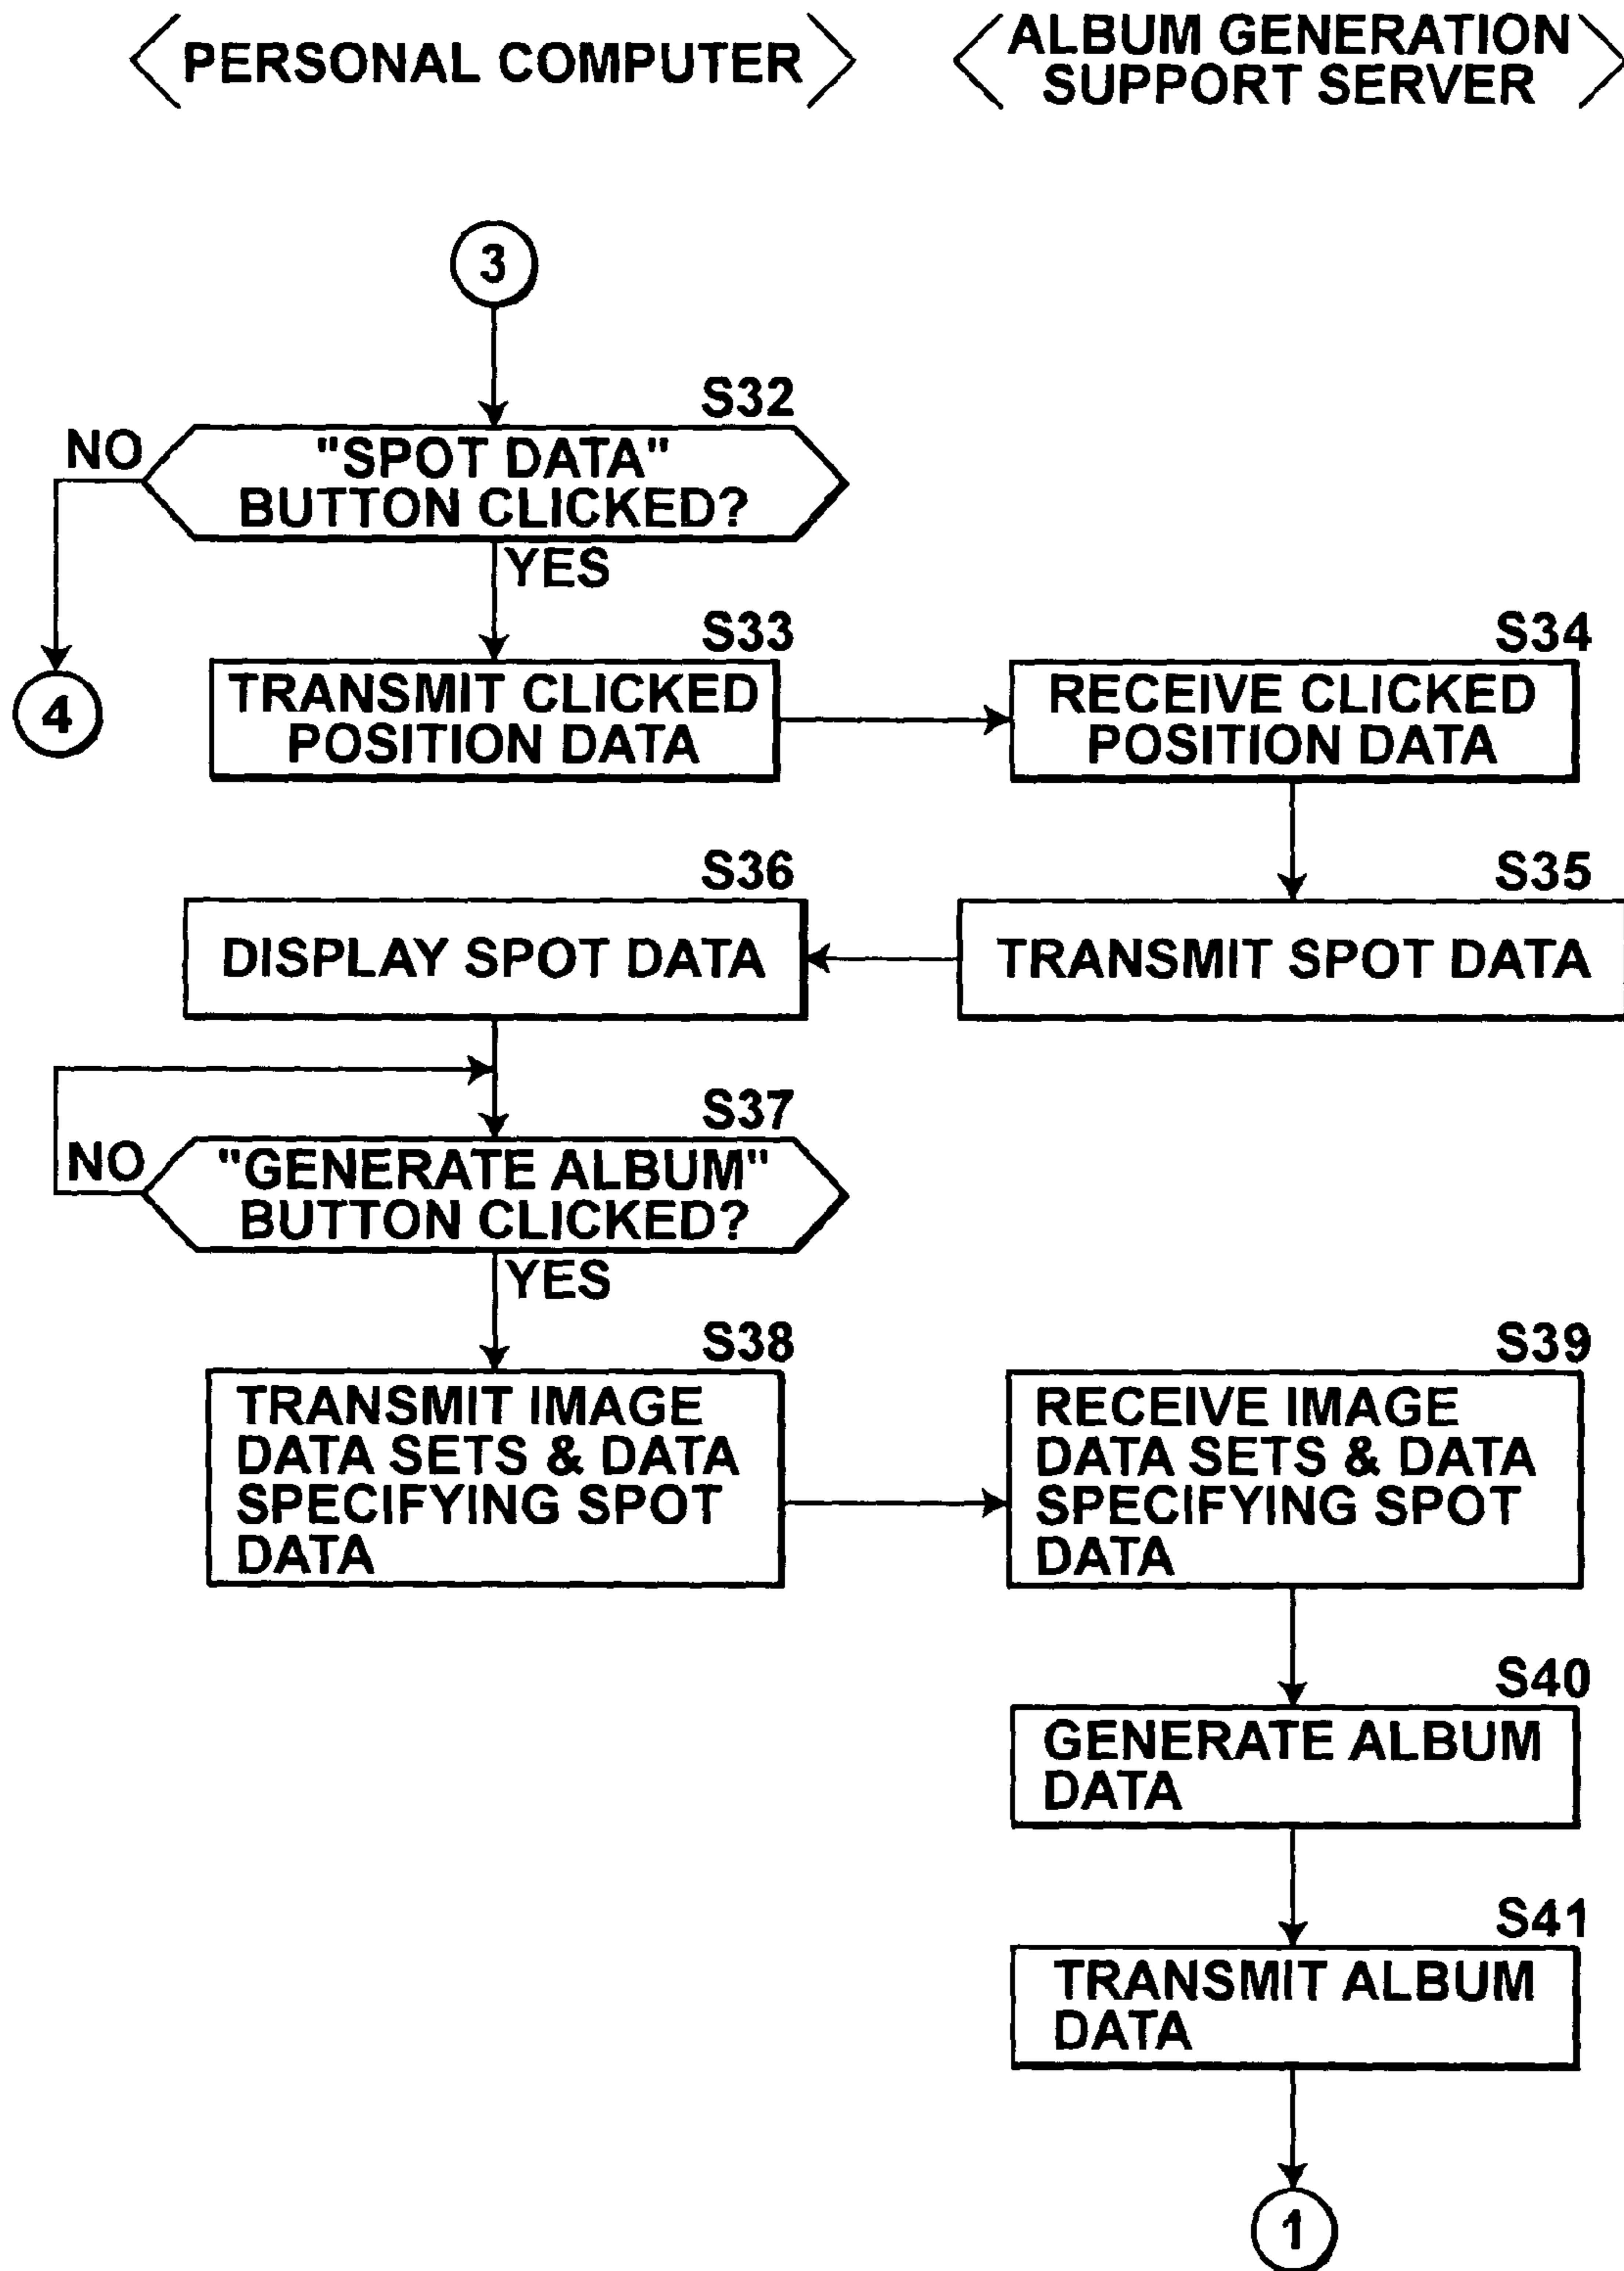 PERSONAL COMPUTER
ALBUM GENERATION
SUPPORT SERVER
3
S32
NO
"SPOT DATA"
BUTTON CLICKED?
YES
4
S33
TRANSMIT CLICKED
POSITION DATA
S34
RECEIVE CLICKED
POSITION DATA
S36
DISPLAY SPOT DATA
S35
TRANSMIT SPOT DATA
S37
NO
"GENERATE ALBUM"
BUTTON CLICKED?
YES
S38
TRANSMIT IMAGE
DATA SETS & DATA
SPECIFYING SPOT
DATA
S39
RECEIVE IMAGE
DATA SETS & DATA
SPECIFYING SPOT
DATA
S40
GENERATE ALBUM
DATA
S41
TRANSMIT ALBUM
DATA
1